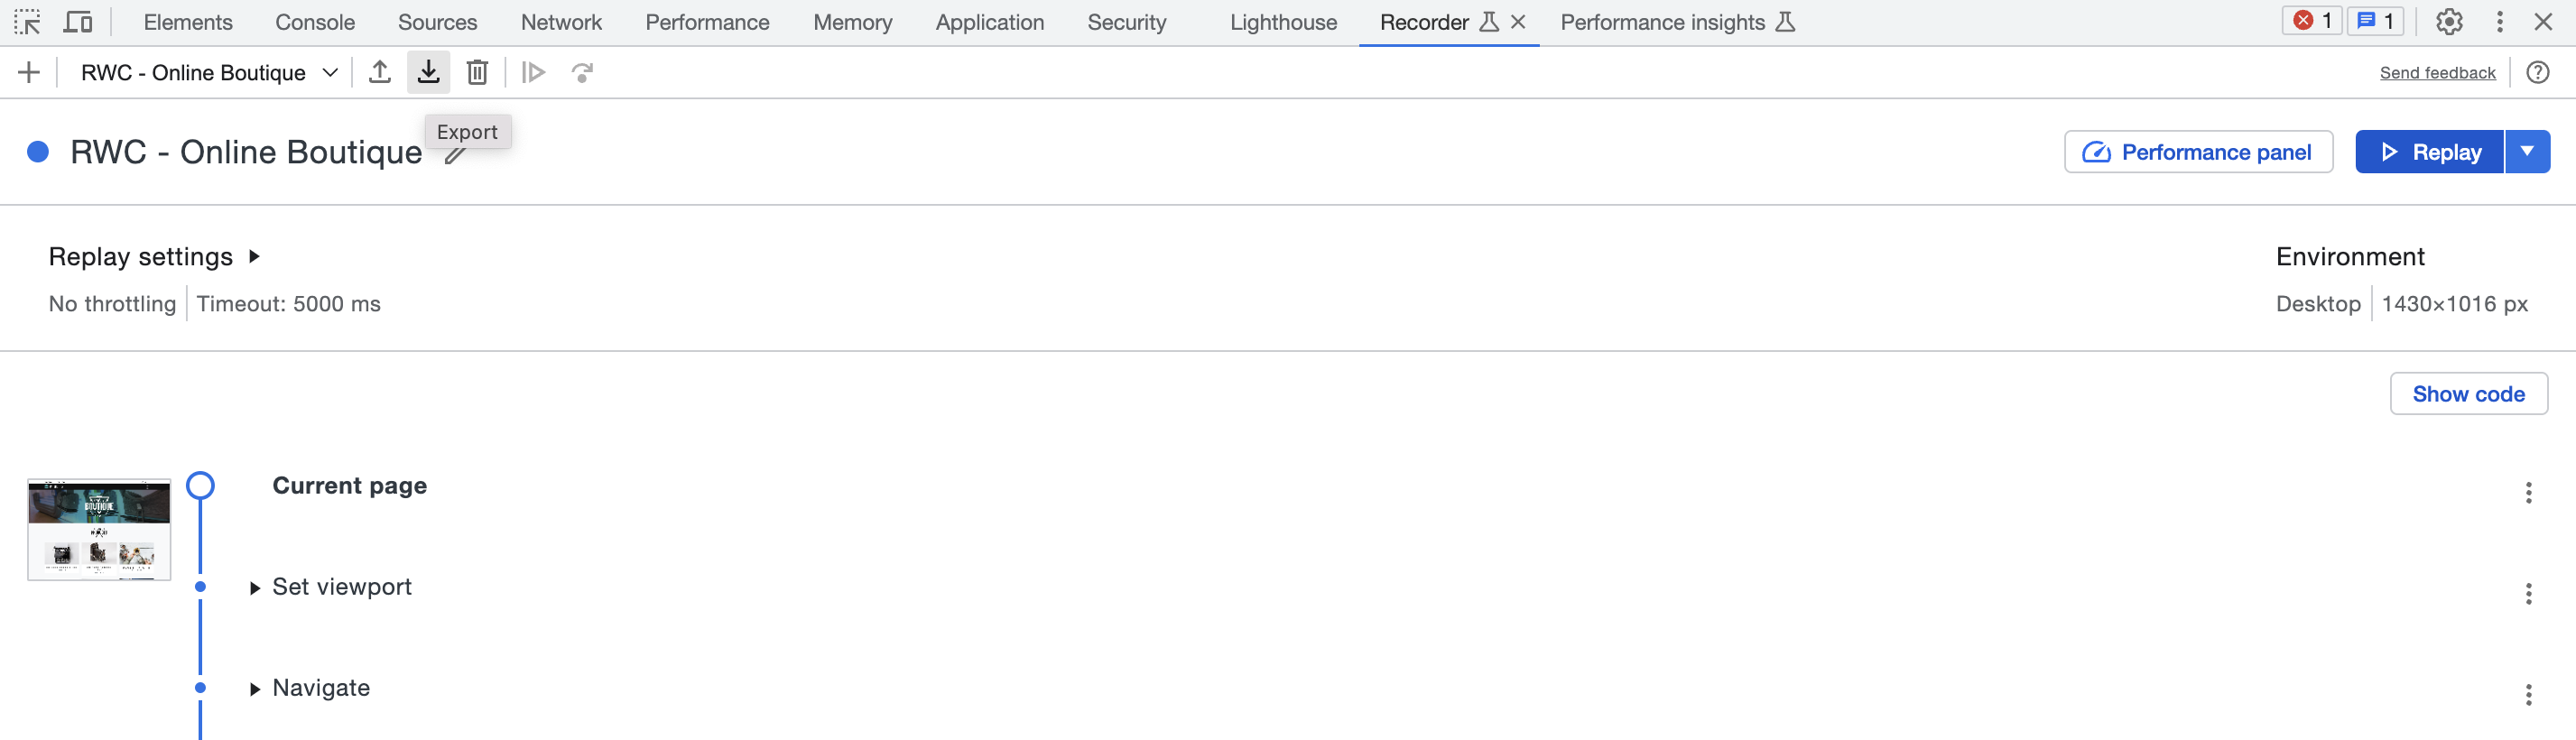 Elements Console Sources Network Performance Memory Application Security Lighthouse Recorder Performance insights 1 1
RWC - Online Boutique Send feedback
Export
RWC - Online Boutique Performance panel Replay
Replay settings Environment
No throttling Timeout: 5000 ms Desktop 1430×1016 px
Show code
Current page
BOUTIQUE
Set viewport
Navigate